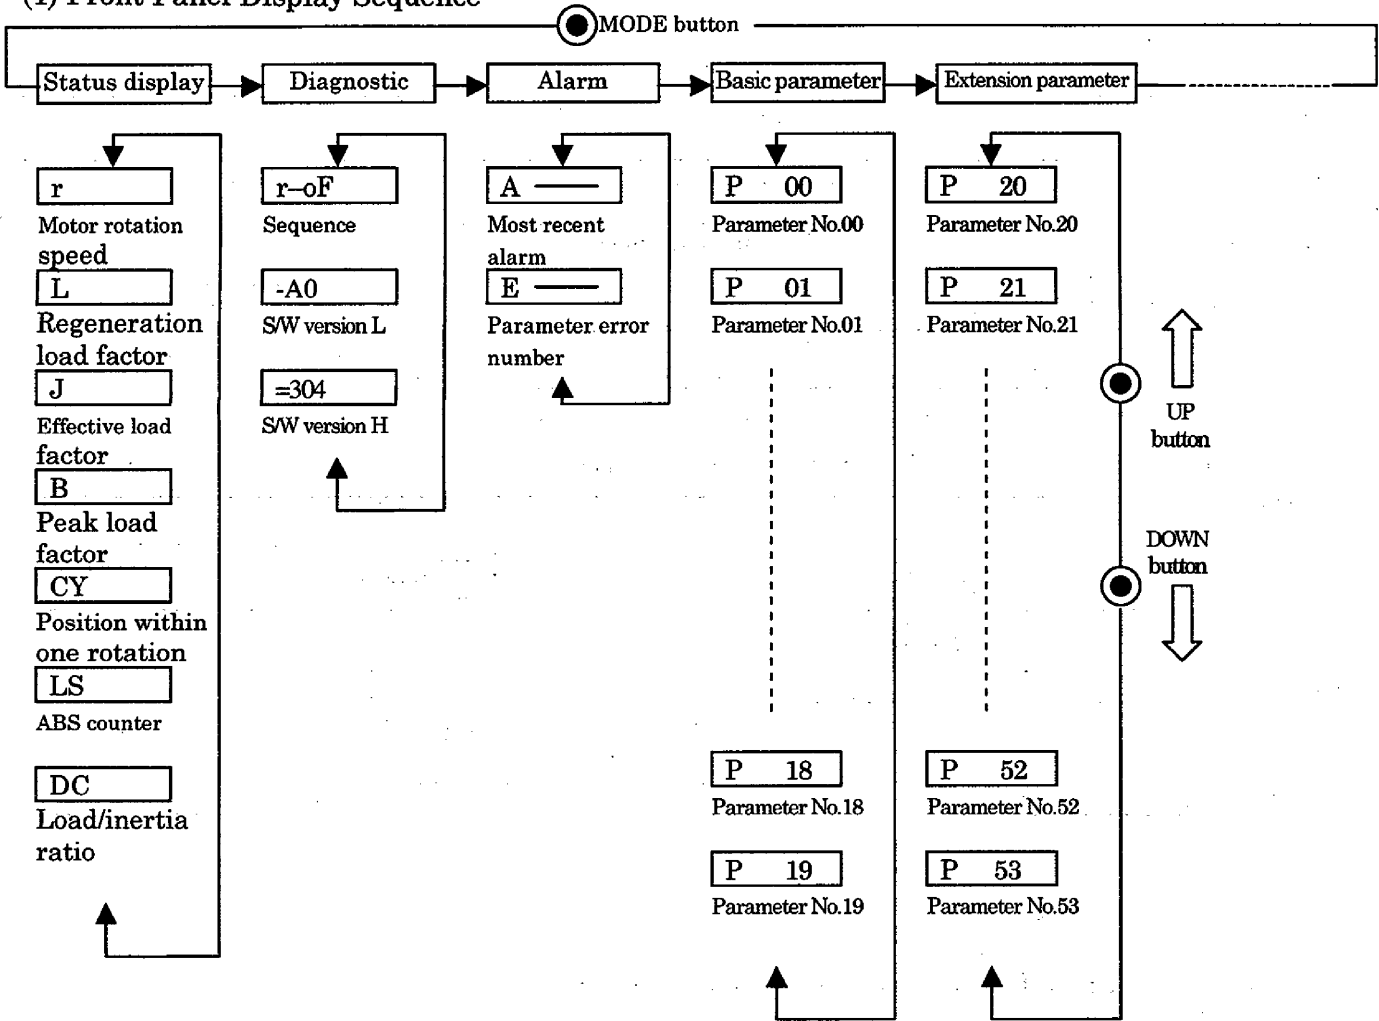 (1) Front Panel Display Sequence
MODE button
Status display
Diagnostic
Alarm
Basic parameter
Extension parameter
r
Motor rotation
speed
L
Regeneration
load factor
J
Effective load
factor
B
Peak load
factor
CY
Position within
one rotation
LS
ABS counter
DC
Load/inertia
ratio
r–oF
Sequence
-A0
S/W version L
=304
S/W version H
A ——
Most recent
alarm
E ——
Parameter error
number
P 00
Parameter No.00
P 01
Parameter No.01
P 18
Parameter No.18
P 19
Parameter No.19
P 20
Parameter No.20
P 21
Parameter No.21
P 52
Parameter No.52
P 53
Parameter No.53
UP
button
DOWN
button